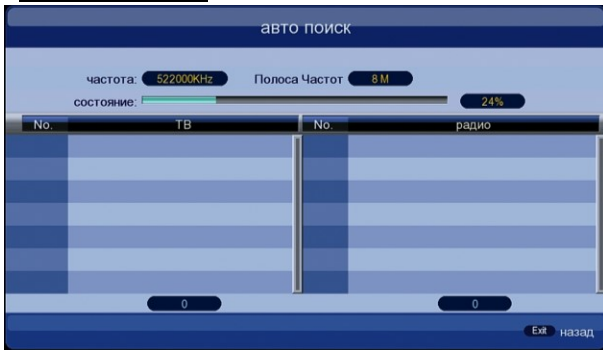 авто поиск
частота: 522000KHz Полоса Частот 8 M
состояние: 24%
No. ТВ No. радио
0 0
Exit назад